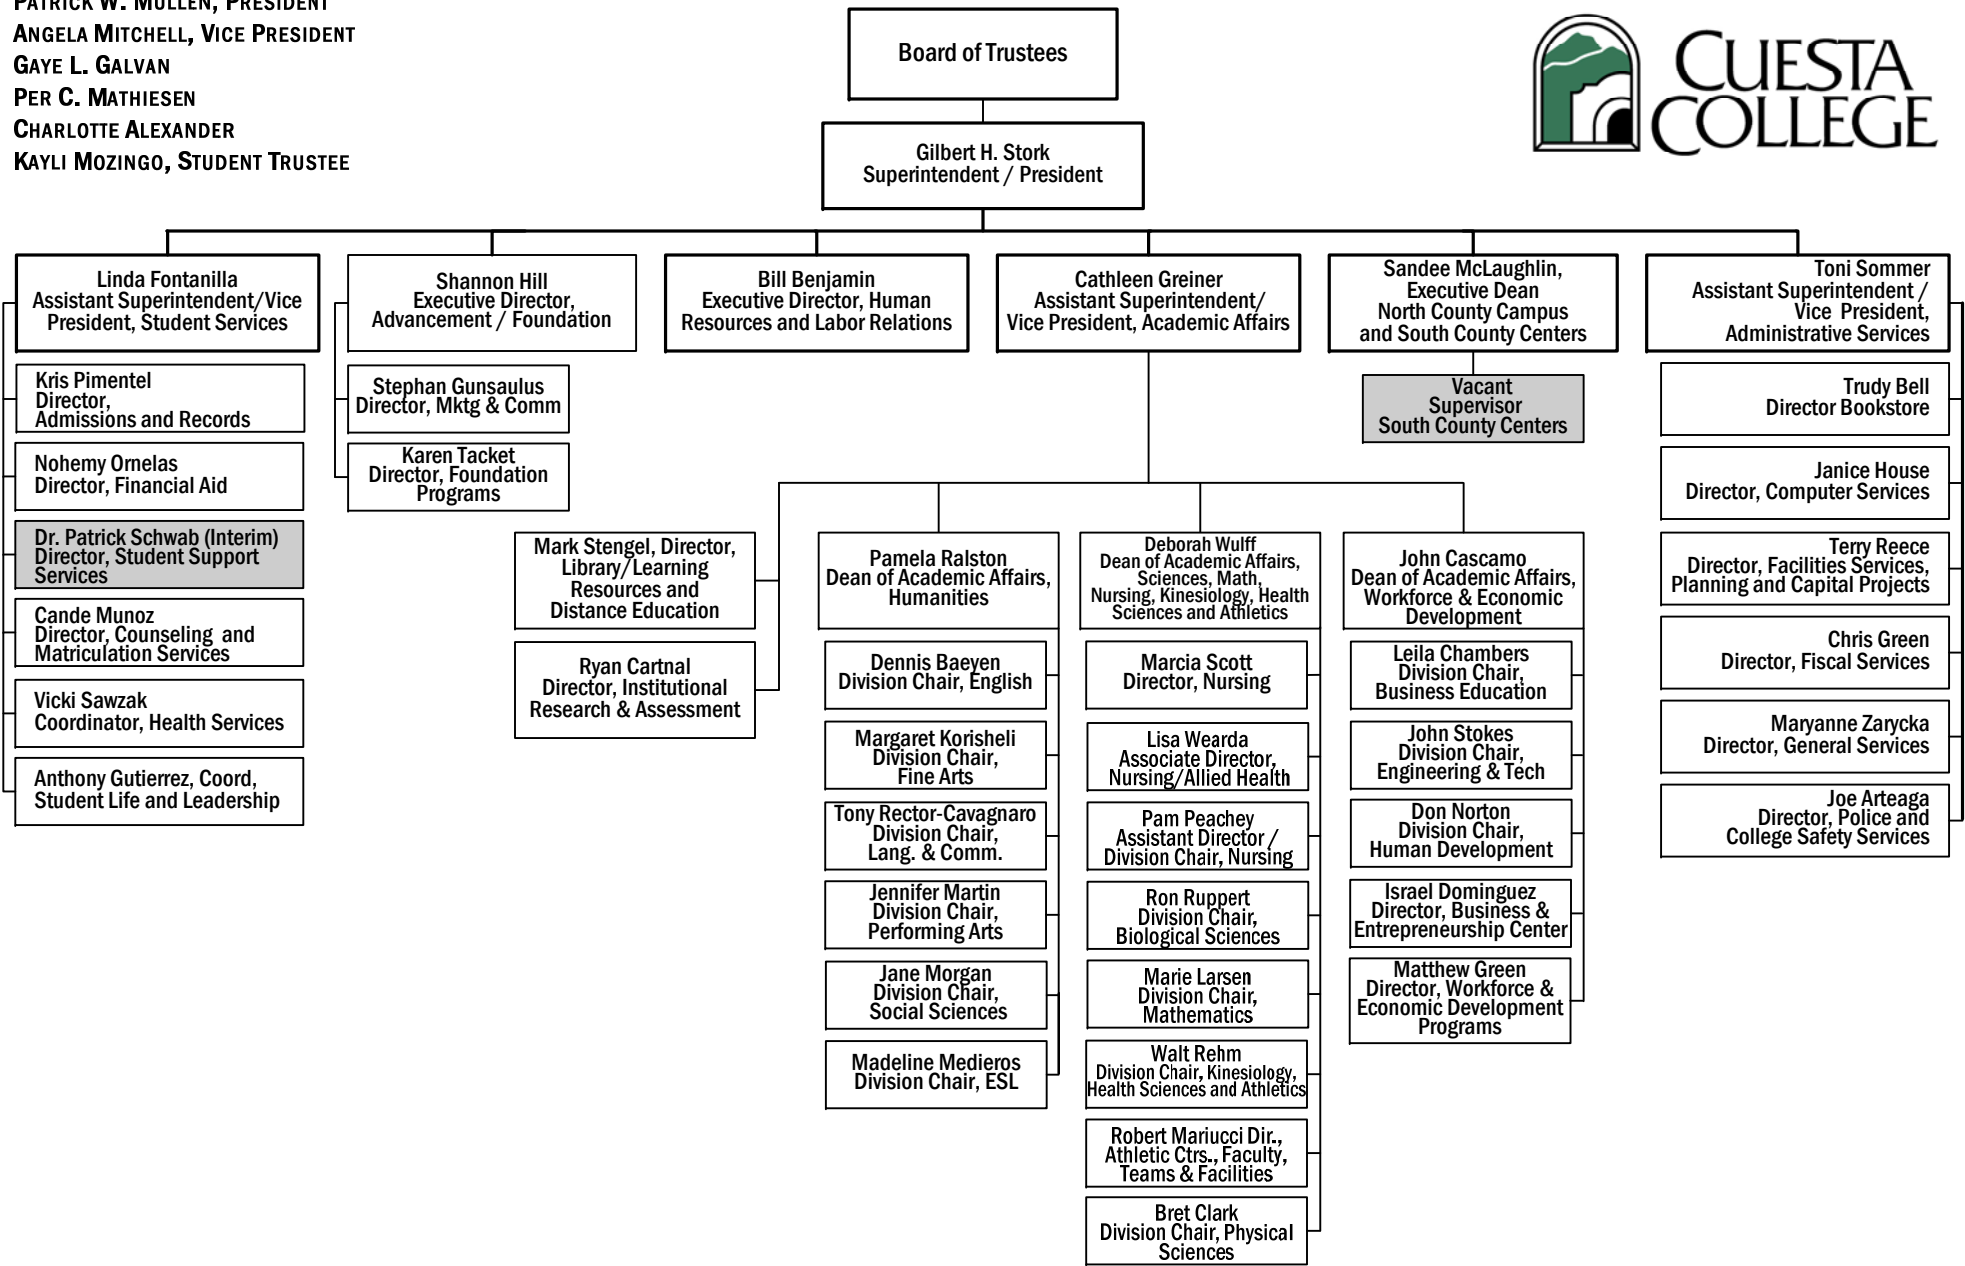 PATRICK W. MULLEN, PRESIDENT
ANGELA MITCHELL, VICE PRESIDENT
GAYE L. GALVAN
PER C. MATHIESEN
CHARLOTTE ALEXANDER
KAYLI MOZINGO, STUDENT TRUSTEE
Board of Trustees
CUESTA
COLLEGE
Gilbert H. Stork
Superintendent / President
Linda Fontanilla
Assistant Superintendent/Vice
President, Student Services
Kris Pimentel
Director,
Admissions and Records
Nohemy Ornelas
Director, Financial Aid
Dr. Patrick Schwab (Interim)
Director, Student Support
Services
Cande Munoz
Director, Counseling and
Matriculation Services
Vicki Sawzak
Coordinator, Health Services
Anthony Gutierrez, Coord,
Student Life and Leadership
Shannon Hill
Executive Director,
Advancement / Foundation
Stephan Gunsaulus
Director, Mktg & Comm
Karen Tacket
Director, Foundation
Programs
Bill Benjamin
Executive Director, Human
Resources and Labor Relations
Cathleen Greiner
Assistant Superintendent/
Vice President, Academic Affairs
Mark Stengel, Director,
Library/Learning
Resources and
Distance Education
Ryan Cartnal
Director, Institutional
Research & Assessment
Pamela Ralston
Dean of Academic Affairs,
Humanities
Dennis Baeyen
Division Chair, English
Margaret Korisheli
Division Chair,
Fine Arts
Tony Rector-Cavagnaro
Division Chair,
Lang. & Comm.
Jennifer Martin
Division Chair,
Performing Arts
Jane Morgan
Division Chair,
Social Sciences
Madeline Medieros
Division Chair, ESL
Deborah Wulff
Dean of Academic Affairs,
Sciences, Math,
Nursing, Kinesiology, Health
Sciences and Athletics
Marcia Scott
Director, Nursing
Lisa Wearda
Associate Director,
Nursing/Allied Health
Pam Peachey
Assistant Director /
Division Chair, Nursing
Ron Ruppert
Division Chair,
Biological Sciences
Marie Larsen
Division Chair,
Mathematics
Walt Rehm
Division Chair, Kinesiology,
Health Sciences and Athletics
Robert Mariucci Dir.,
Athletic Ctrs., Faculty,
Teams & Facilities
Bret Clark
Division Chair, Physical
Sciences
John Cascamo
Dean of Academic Affairs,
Workforce & Economic
Development
Leila Chambers
Division Chair,
Business Education
John Stokes
Division Chair,
Engineering & Tech
Don Norton
Division Chair,
Human Development
Israel Dominguez
Director, Business &
Entrepreneurship Center
Matthew Green
Director, Workforce &
Economic Development
Programs
Sandee McLaughlin,
Executive Dean
North County Campus
and South County Centers
Vacant
Supervisor
South County Centers
Toni Sommer
Assistant Superintendent /
Vice President,
Administrative Services
Trudy Bell
Director Bookstore
Janice House
Director, Computer Services
Terry Reece
Director, Facilities Services,
Planning and Capital Projects
Chris Green
Director, Fiscal Services
Maryanne Zarycka
Director, General Services
Joe Arteaga
Director, Police and
College Safety Services